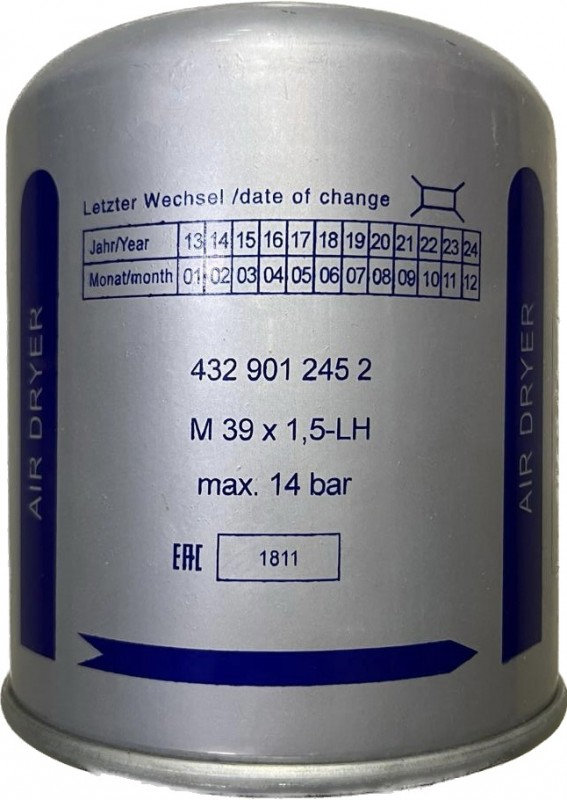 Letzter Wechsel /date of change
Jahr/Year 13 14 15 16 17 18 19 20 21 22 23 24
Monat/month 01 02 03 04 05 06 07 08 09 10 11 12
AIR DRYER
432 901 245 2
M 39 x 1,5-LH
max. 14 bar
EAC 1811
AIR DRYER